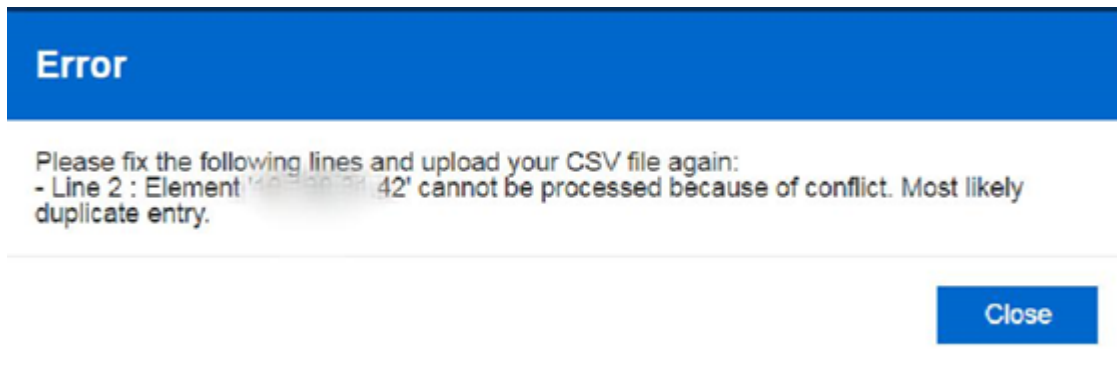 Error
Please fix the following lines and upload your CSV file again:
- Line 2 : Element 42' cannot be processed because of conflict. Most likely
duplicate entry.
Close